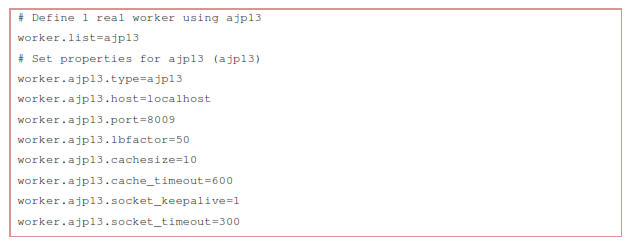 # Define 1 real worker using ajp13
worker.list=ajp13
# Set properties for ajp13 (ajp13)
worker.ajp13.type=ajp13
worker.ajp13.host=localhost
worker.ajp13.port=8009
worker.ajp13.lbfactor=50
worker.ajp13.cachesize=10
worker.ajp13.cache_timeout=600
worker.ajp13.socket_keepalive=1
worker.ajp13.socket_timeout=300